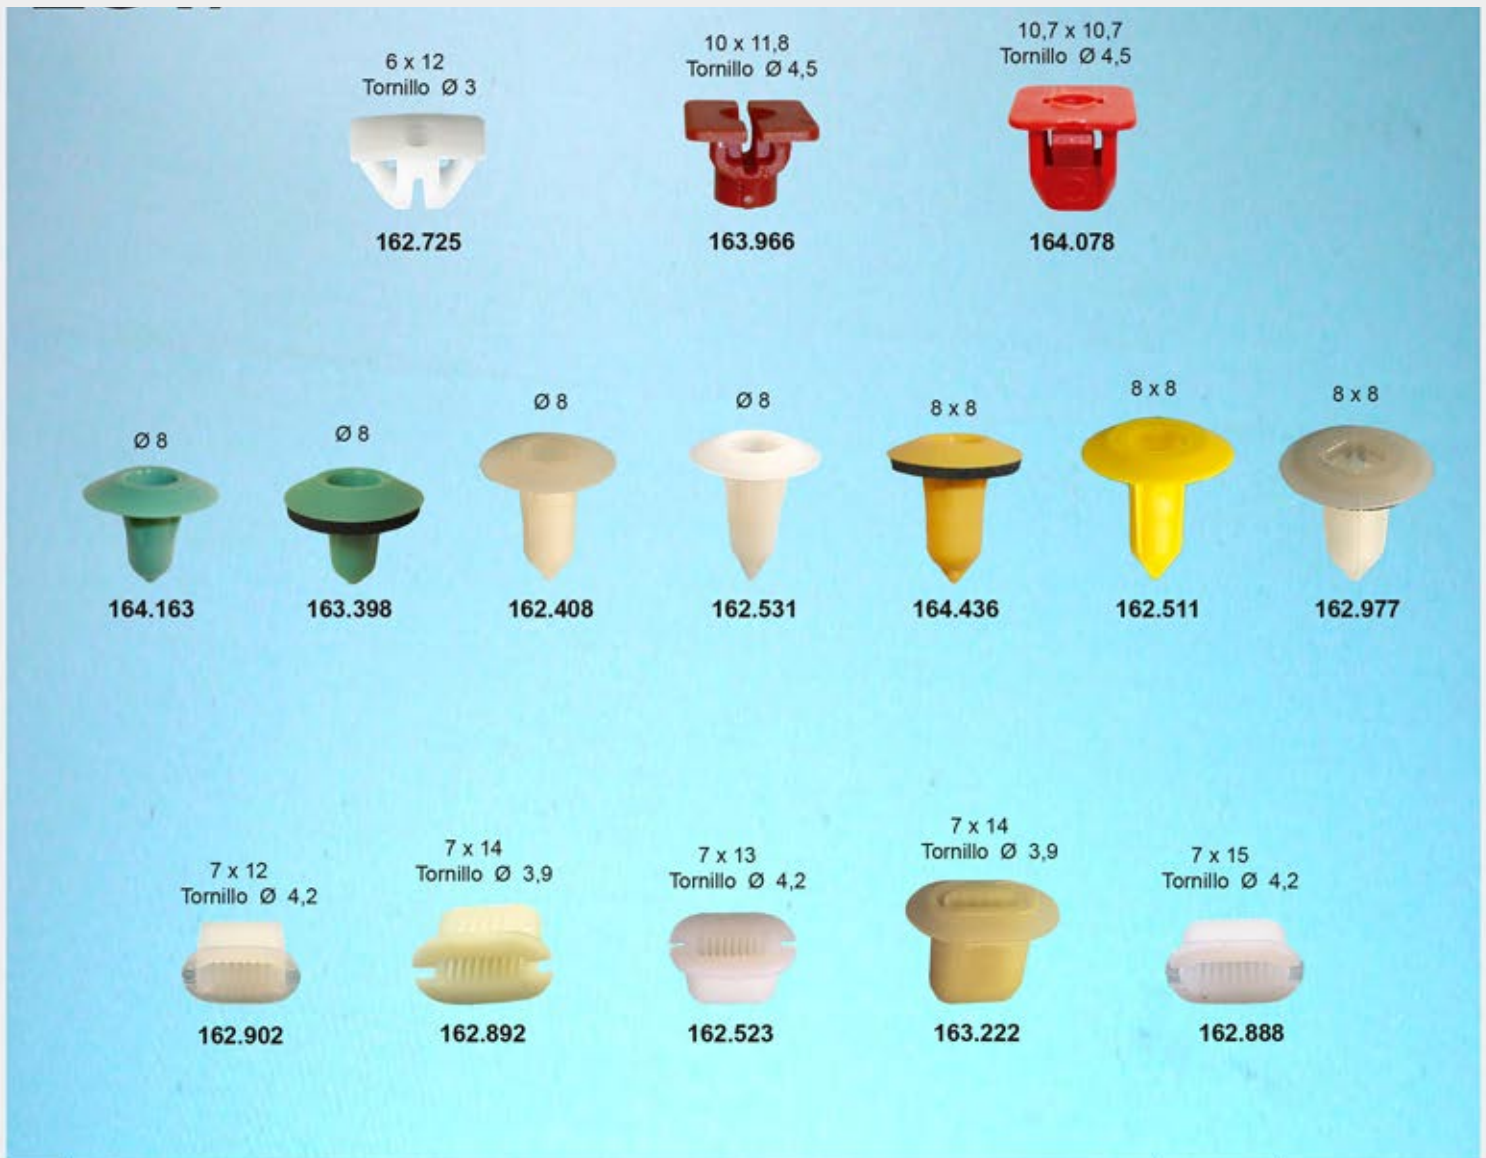 6 x 12
Tornillo Ø 3
10 x 11,8
Tornillo Ø 4,5
10,7 x 10,7
Tornillo Ø 4,5
162.725
163.966
164.078
Ø 8
Ø 8
Ø 8
Ø 8
8 x 8
8 x 8
8 x 8
164.163
163.398
162.408
162.531
164.436
162.511
162.977
7 x 12
Tornillo Ø 4,2
7 x 14
Tornillo Ø 3,9
7 x 13
Tornillo Ø 4,2
7 x 14
Tornillo Ø 3,9
7 x 15
Tornillo Ø 4,2
162.902
162.892
162.523
163.222
162.888